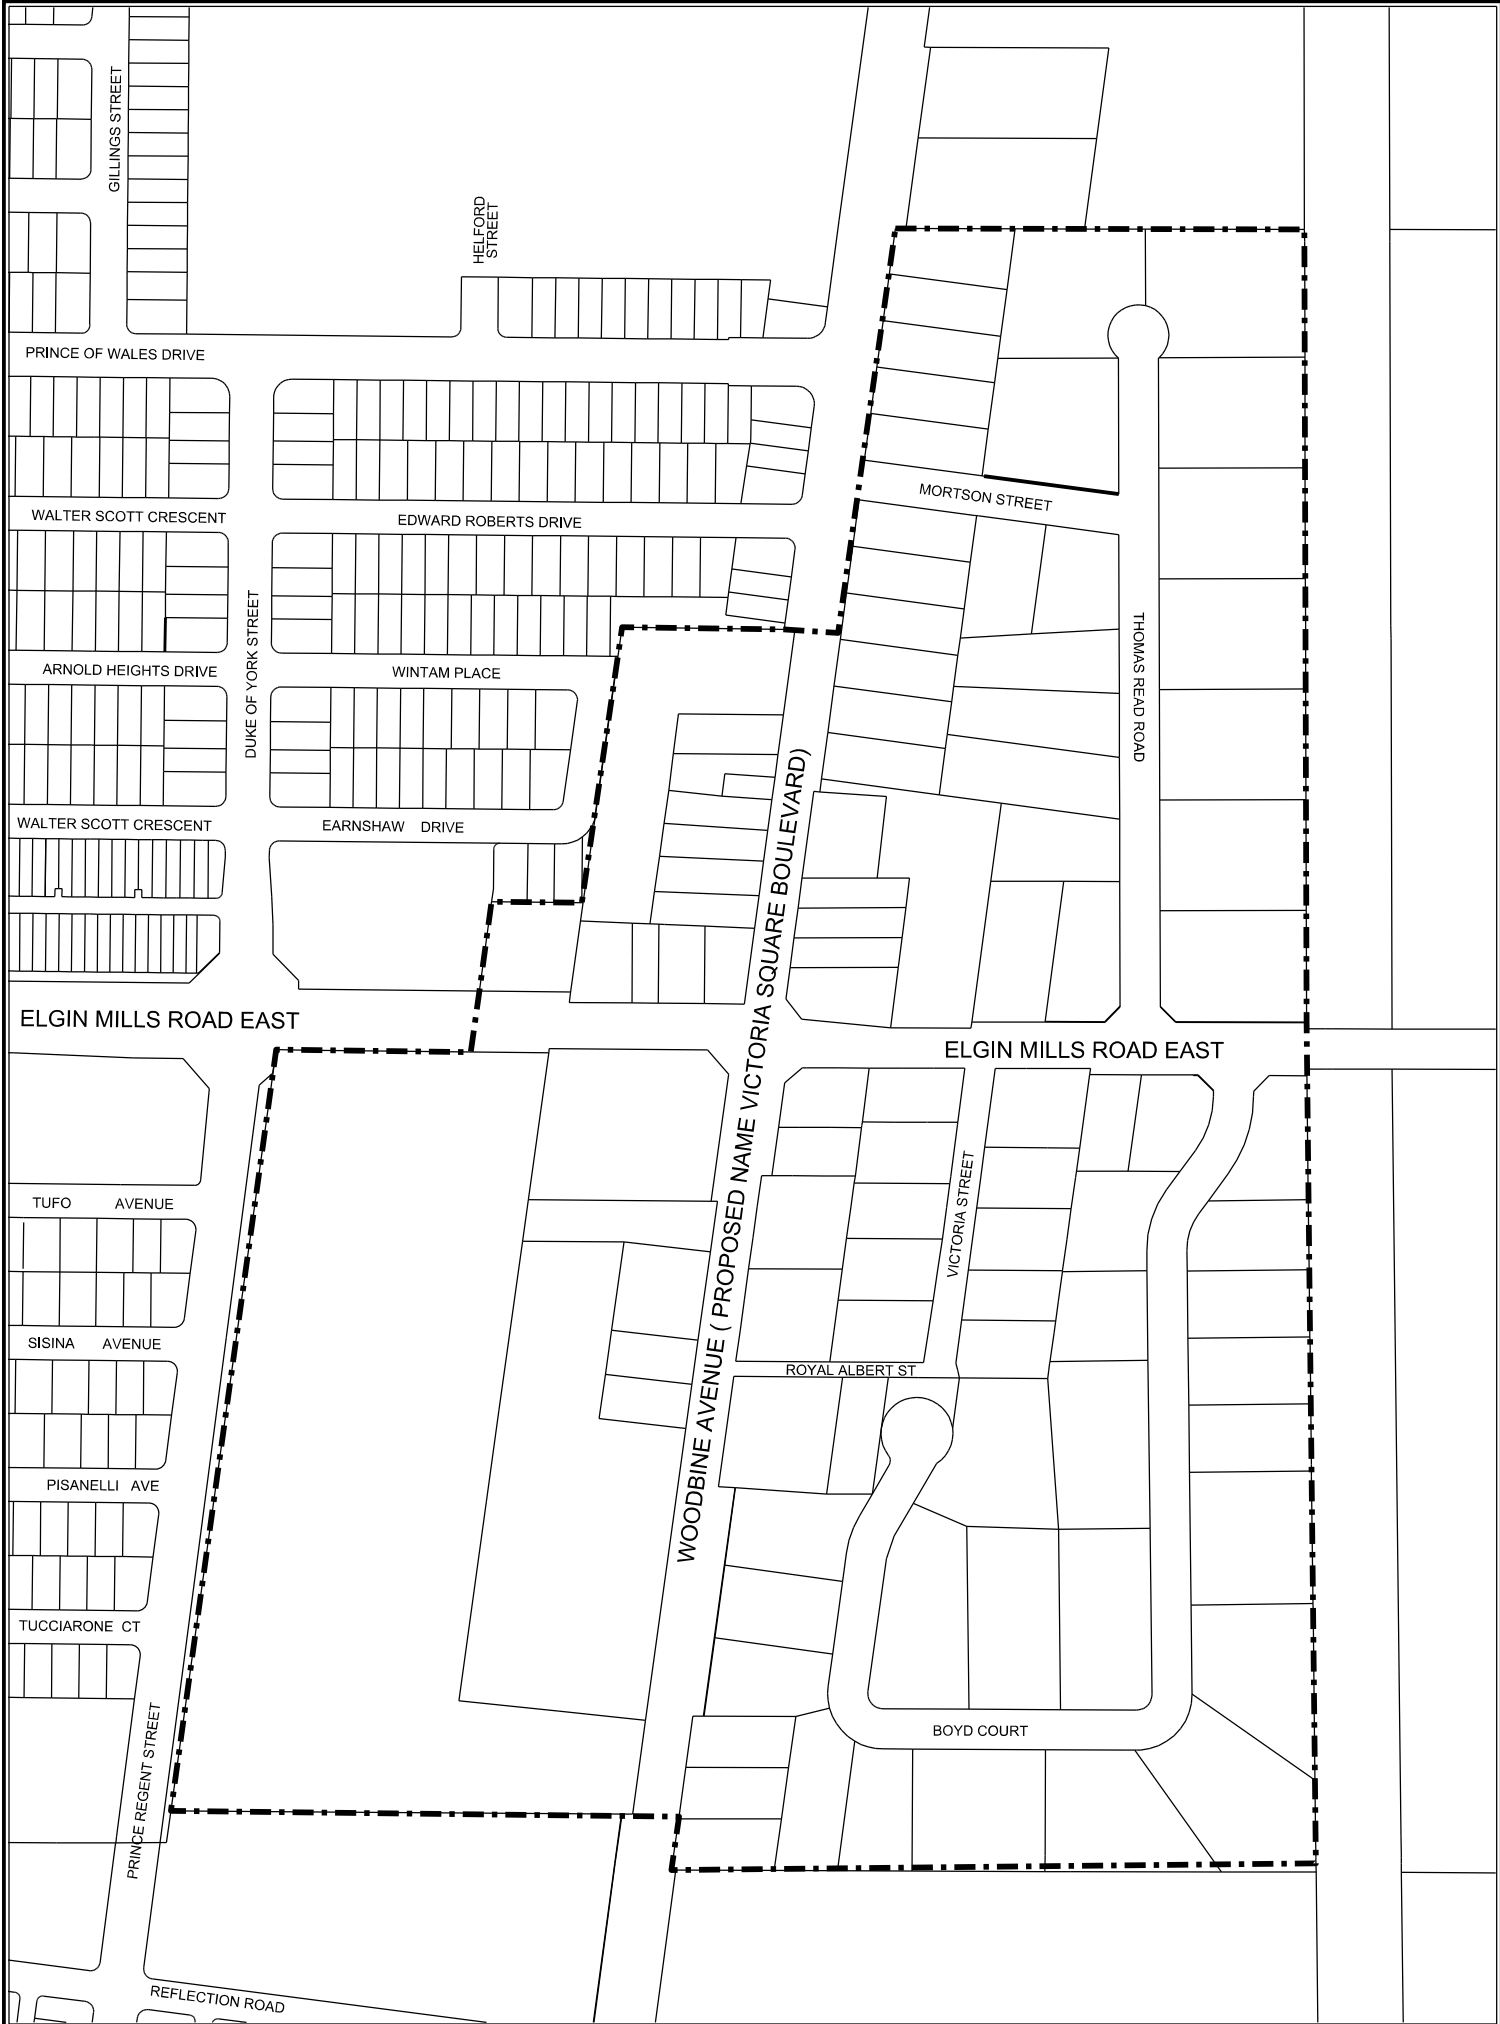 GILLINGS STREET
HELFORD
STREET
PRINCE OF WALES DRIVE
WALTER SCOTT CRESCENT
EDWARD ROBERTS DRIVE
MORTSON STREET
DUKE OF YORK STREET
THOMAS READ ROAD
ARNOLD HEIGHTS DRIVE
WINTAM PLACE
WALTER SCOTT CRESCENT
EARNSHAW DRIVE
WOODBINE AVENUE ( PROPOSED NAME VICTORIA SQUARE BOULEVARD)
ELGIN MILLS ROAD EAST
ELGIN MILLS ROAD EAST
TUFO AVENUE
VICTORIA STREET
SISINA AVENUE
ROYAL ALBERT ST
PISANELLI AVE
TUCCIARONE CT
PRINCE REGENT STREET
BOYD COURT
REFLECTION ROAD